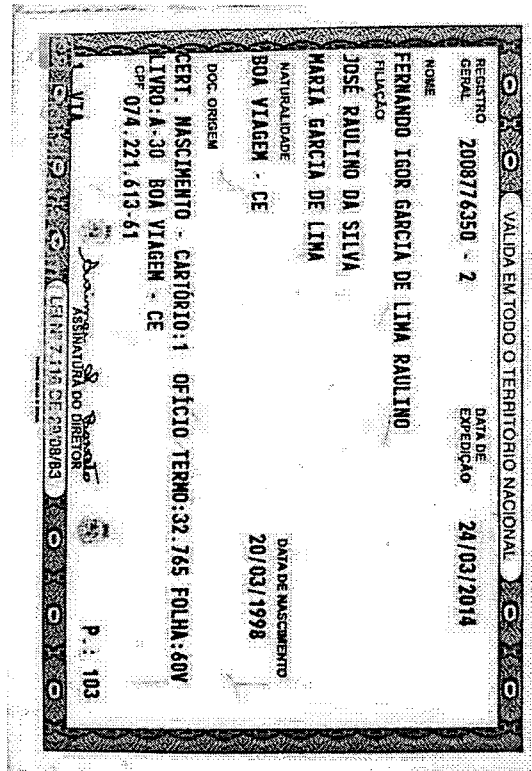 VÁLIDA EM TODO O TERRITÓRIO NACIONAL
REGISTRO GERAL 2008776350 - 2 DATA DE EXPEDIÇÃO 24/03/2014
NOME
FERNANDO IGOR GARCIA DE LIMA RAULINO
FILIAÇÃO
JOSÉ RAULINO DA SILVA
MARIA GARCIA DE LIMA
NATURALIDADE DATA DE NASCIMENTO
BOA VIAGEM - CE 20/03/1998
DOC. ORIGEM
CERT. NASCIMENTO - CARTÓRIO:1 OFÍCIO TERMO:32.765 FOLHA:60V
LIVRO:A-30 BOA VIAGEM - CE
CPF 074.221.613-61
1 VIA P.: 103
ASSINATURA DO DIRETOR
LEI Nº 7.116 DE 29/08/83